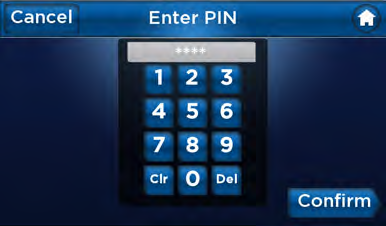 Cancel Enter PIN
****
1 2 3
4 5 6
7 8 9
Clr 0 Del
Confirm